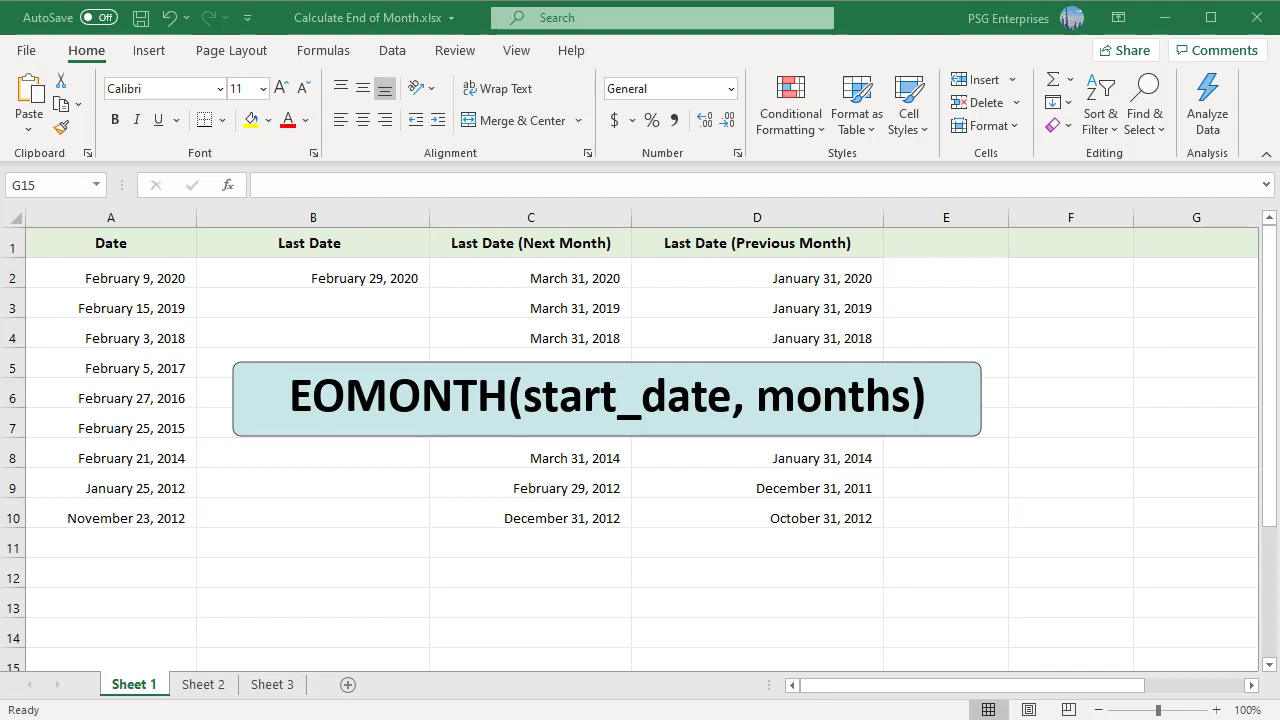 AutoSave Off Calculate End of Month.xlsx Search PSG Enterprises
File Home Insert Page Layout Formulas Data Review View Help Share Comments
Paste
Clipboard
Calibri 11
B I U A
Font
Wrap Text
Merge & Center
Alignment
General
$ % ,
Number
Conditional Formatting
Format as Table
Cell Styles
Styles
Insert
Delete
Format
Cells
Sort & Filter
Find & Select
Editing
Analyze Data
Analysis
G15 fx
A B C D E F G
1 Date Last Date Last Date (Next Month) Last Date (Previous Month)
2 February 9, 2020 February 29, 2020 March 31, 2020 January 31, 2020
3 February 15, 2019 March 31, 2019 January 31, 2019
4 February 3, 2018 March 31, 2018 January 31, 2018
5 February 5, 2017
EOMONTH(start_date, months)
6 February 27, 2016
7 February 25, 2015
8 February 21, 2014 March 31, 2014 January 31, 2014
9 January 25, 2012 February 29, 2012 December 31, 2011
10 November 23, 2012 December 31, 2012 October 31, 2012
11
12
13
14
15
Sheet 1 Sheet 2 Sheet 3
Ready 100%